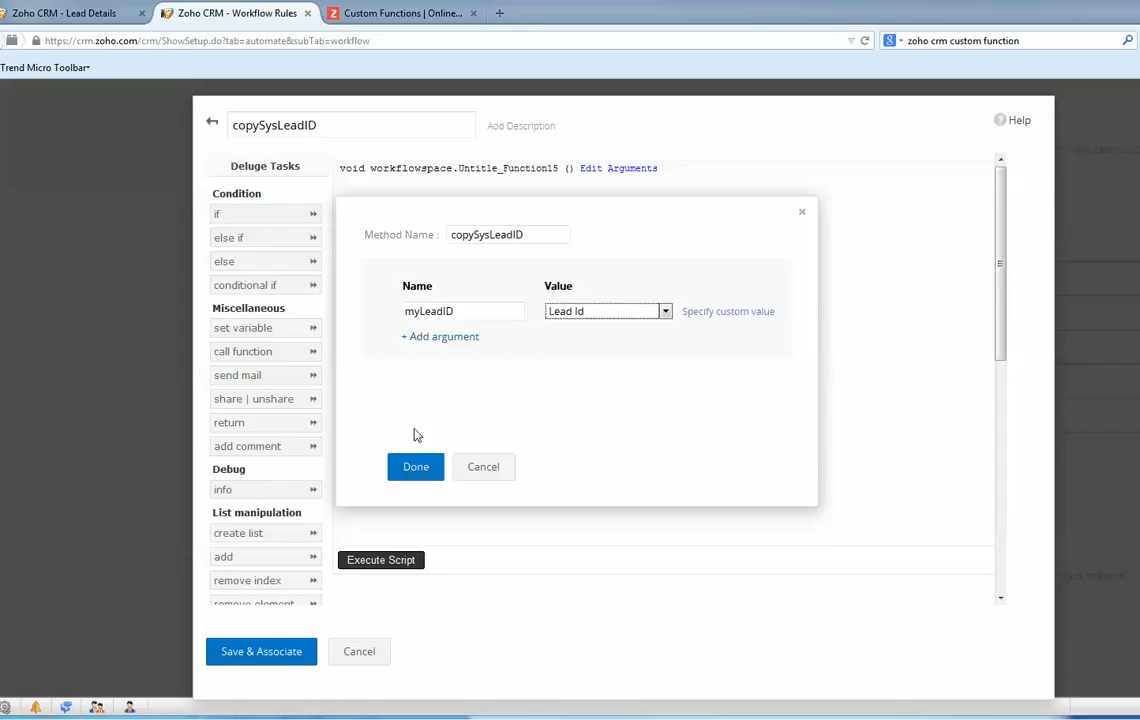 Zoho CRM - Lead Details ×
Zoho CRM - Workflow Rules ×
Custom Functions | Online... ×
+
https://crm.zoho.com/crm/ShowSetup.do?tab=automate&subTab=workflow
zoho crm custom function
Trend Micro Toolbar
copySysLeadID
Add Description
? Help
Deluge Tasks
void workflowspace.Untitle_Function15 () Edit Arguments
Condition
if
else if
else
conditional if
Miscellaneous
set variable
call function
send mail
share | unshare
return
add comment
Debug
info
List manipulation
create list
add
remove index
remove element
×
Method Name : copySysLeadID
Name Value
myLeadID Lead Id Specify custom value
+ Add argument
Done Cancel
Execute Script
Save & Associate Cancel